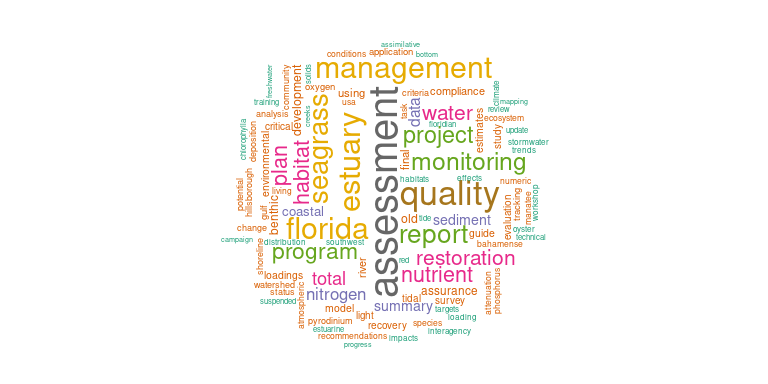 assimilative
conditions application bottom
management
freshwater
community
development
solids
oxygen
using
usa
criteria compliance
climate
mapping
training
review
analysis
critical
creeks
seagrass
estuary
assessment
data
task
water
floridan
ecosystem
estimates
study
update
project
stormwater
trends
chlorophylla
deposition
environmental
plan
habitat
final
monitoring
habitats
effects
numeric
potential
hillsborough
living
quality
evaluation
tracking
manatee
workshop
gulf
benthic
coastal
old tide sediment
change
florida
report
guide
oyster
technical
campaign
distribution southwest
bahamense
shoreline
program
river
red
restoration
loadings
total
nutrient
watershed
status
nitrogen
assurance
attenuation
phosphorus
suspended
atmospheric
tidal survey
model
summary
targets
light
loading
pyrodinium
recovery species
estuarine
interagency
recommendations impacts
progress